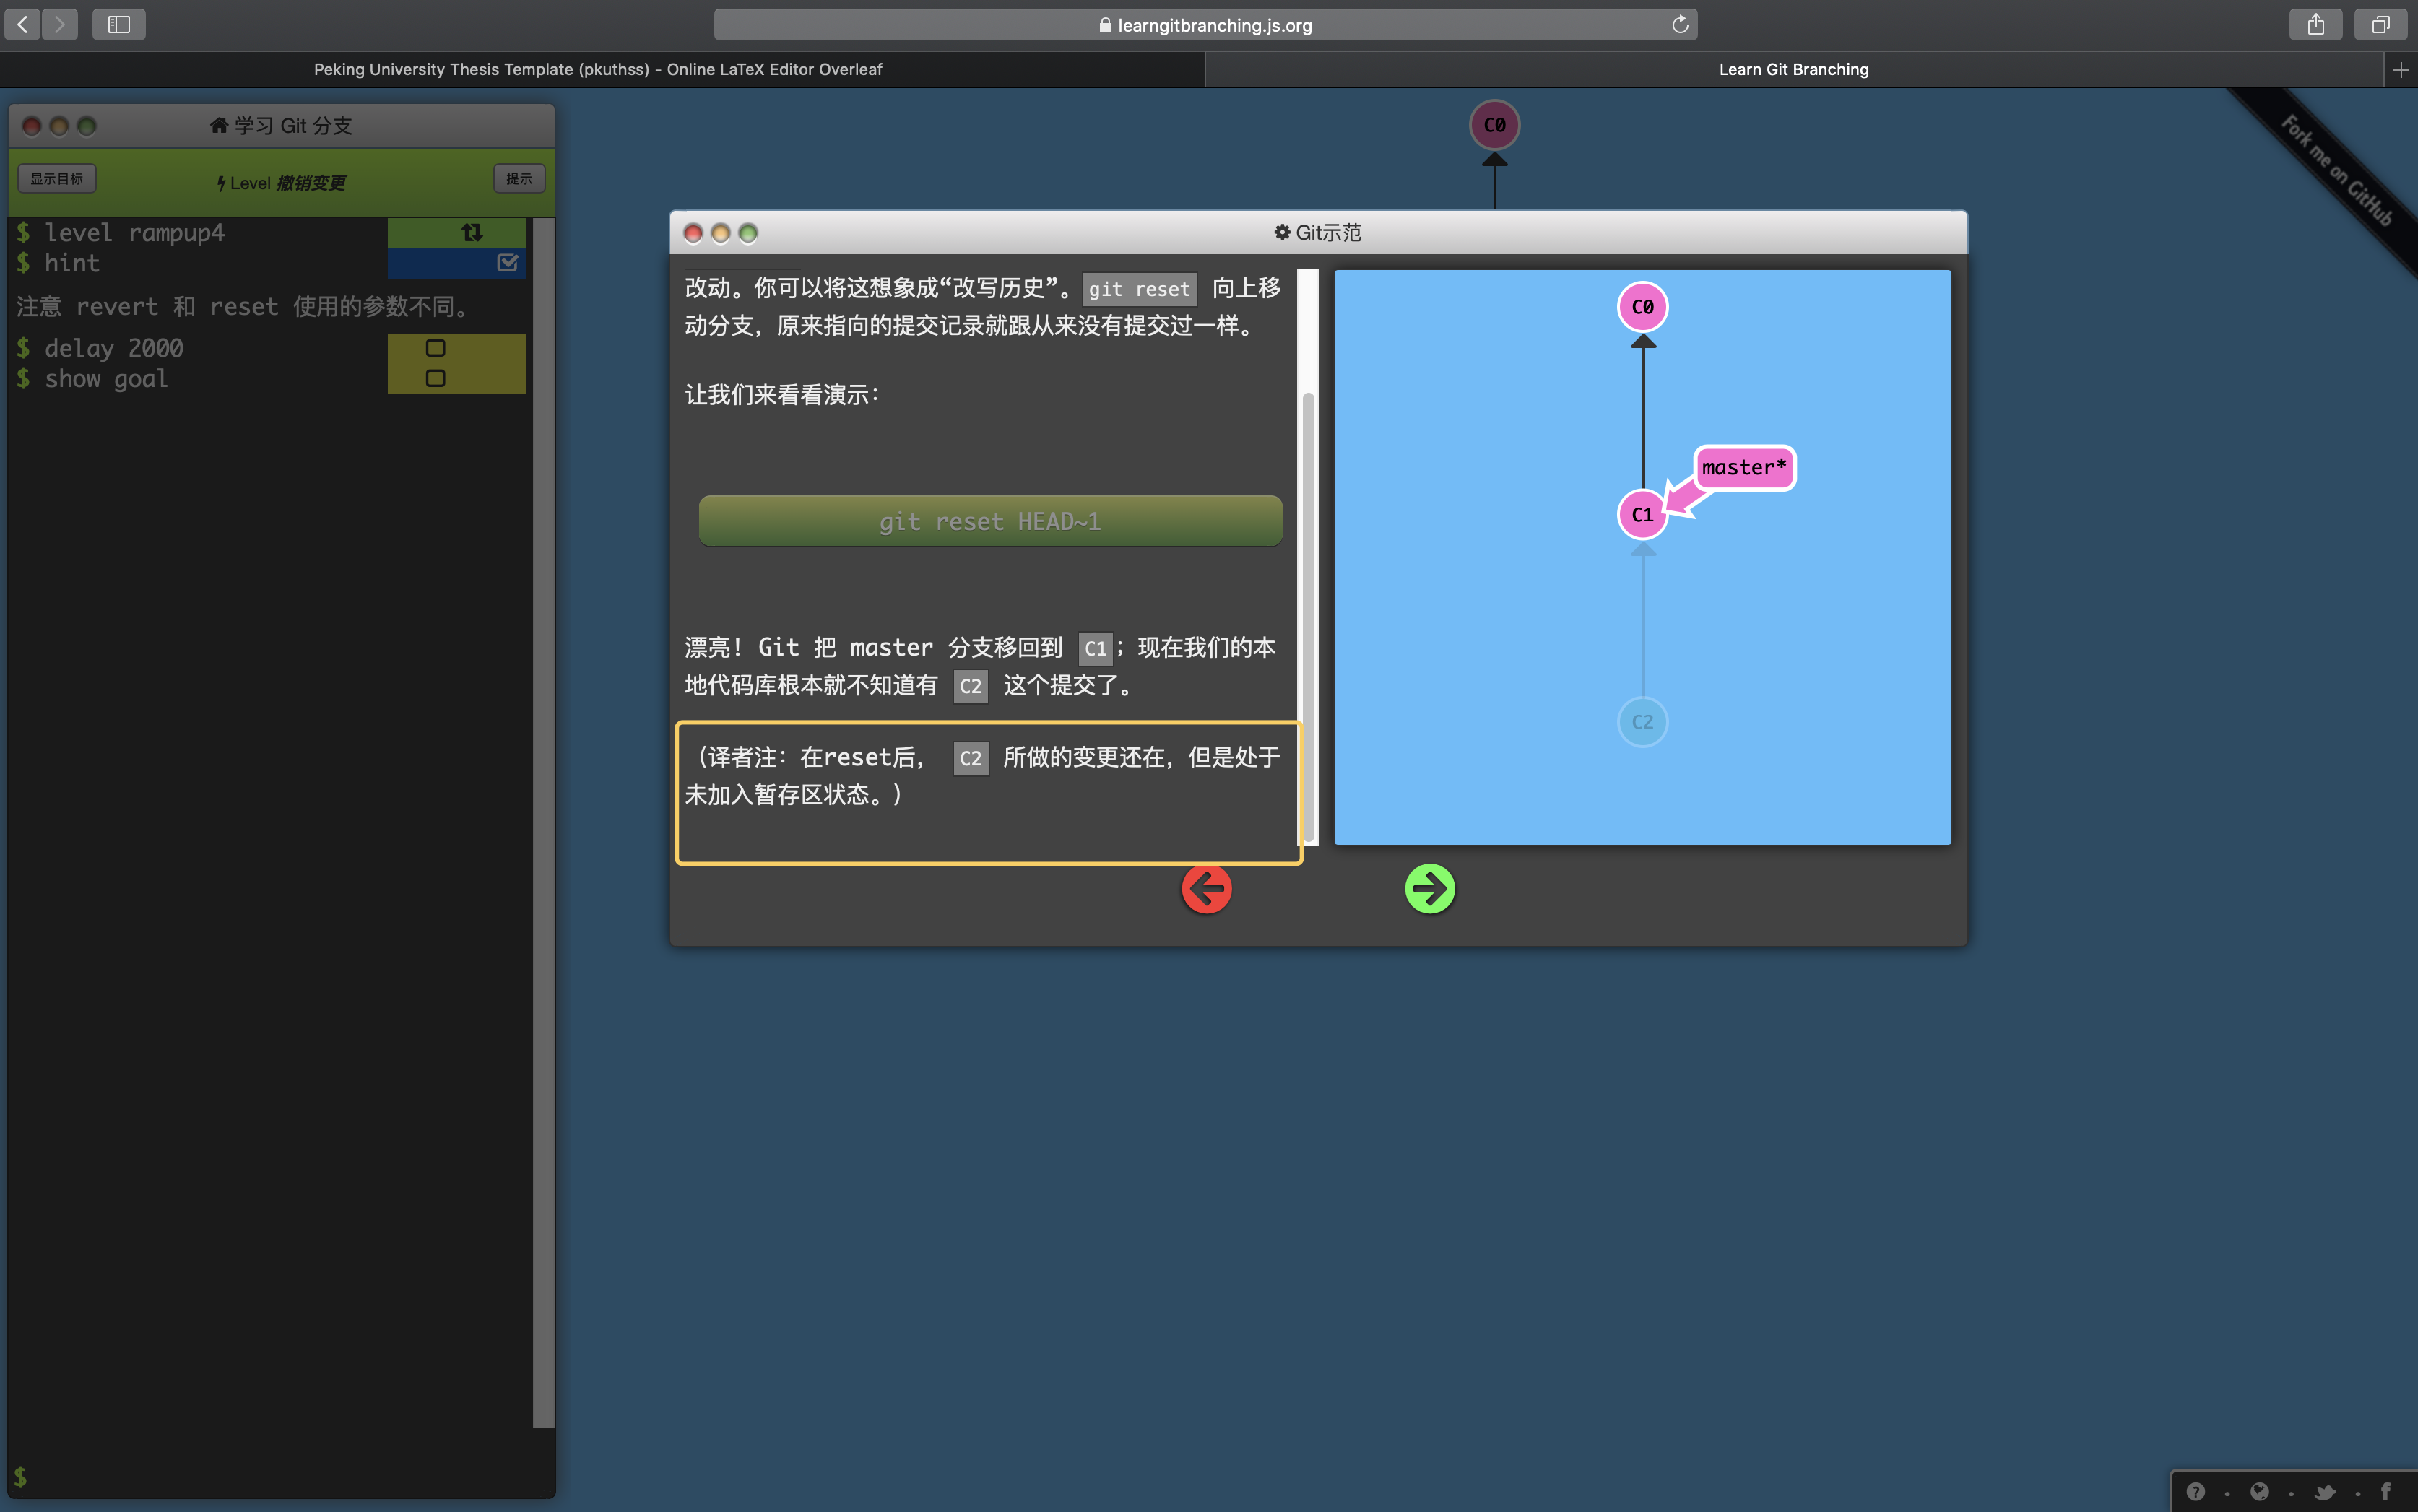 learngitbranching.js.org
Peking University Thesis Template (pkuthss) - Online LaTeX Editor Overleaf
Learn Git Branching
学习 Git 分支
显示目标
Level 撤销变更
提示
$ level rampup4
$ hint
注意 revert 和 reset 使用的参数不同。
$ delay 2000
$ show goal
$
C0
Fork me on GitHub
Git示范
改动。你可以将这想象成“改写历史”。git reset 向上移
动分支，原来指向的提交记录就跟从来没有提交过一样。
让我们来看看演示：
git reset HEAD~1
漂亮! Git 把 master 分支移回到 C1；现在我们的本
地代码库根本就不知道有 C2 这个提交了。
（译者注：在reset后， C2 所做的变更还在，但是处于
未加入暂存区状态。）
C0
master*
C1
C2